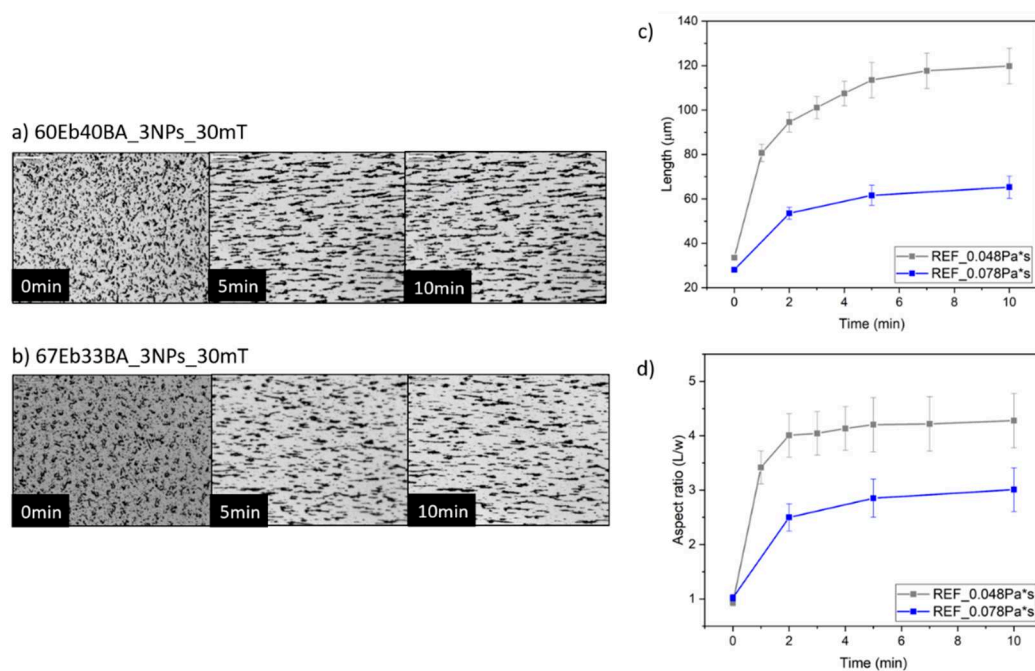 a) 60Eb40BA_3NPs_30mT
0min
5min
10min
b) 67Eb33BA_3NPs_30mT
0min
5min
10min
c)
140
120
100
80
60
40
20
Length (μm)
0
2
4
6
8
10
Time (min)
REF_0.048Pa*s
REF_0.078Pa*s
d)
5
4
3
2
1
Aspect ratio (L/w)
0
2
4
6
8
10
Time (min)
REF_0.048Pa*s
REF_0.078Pa*s